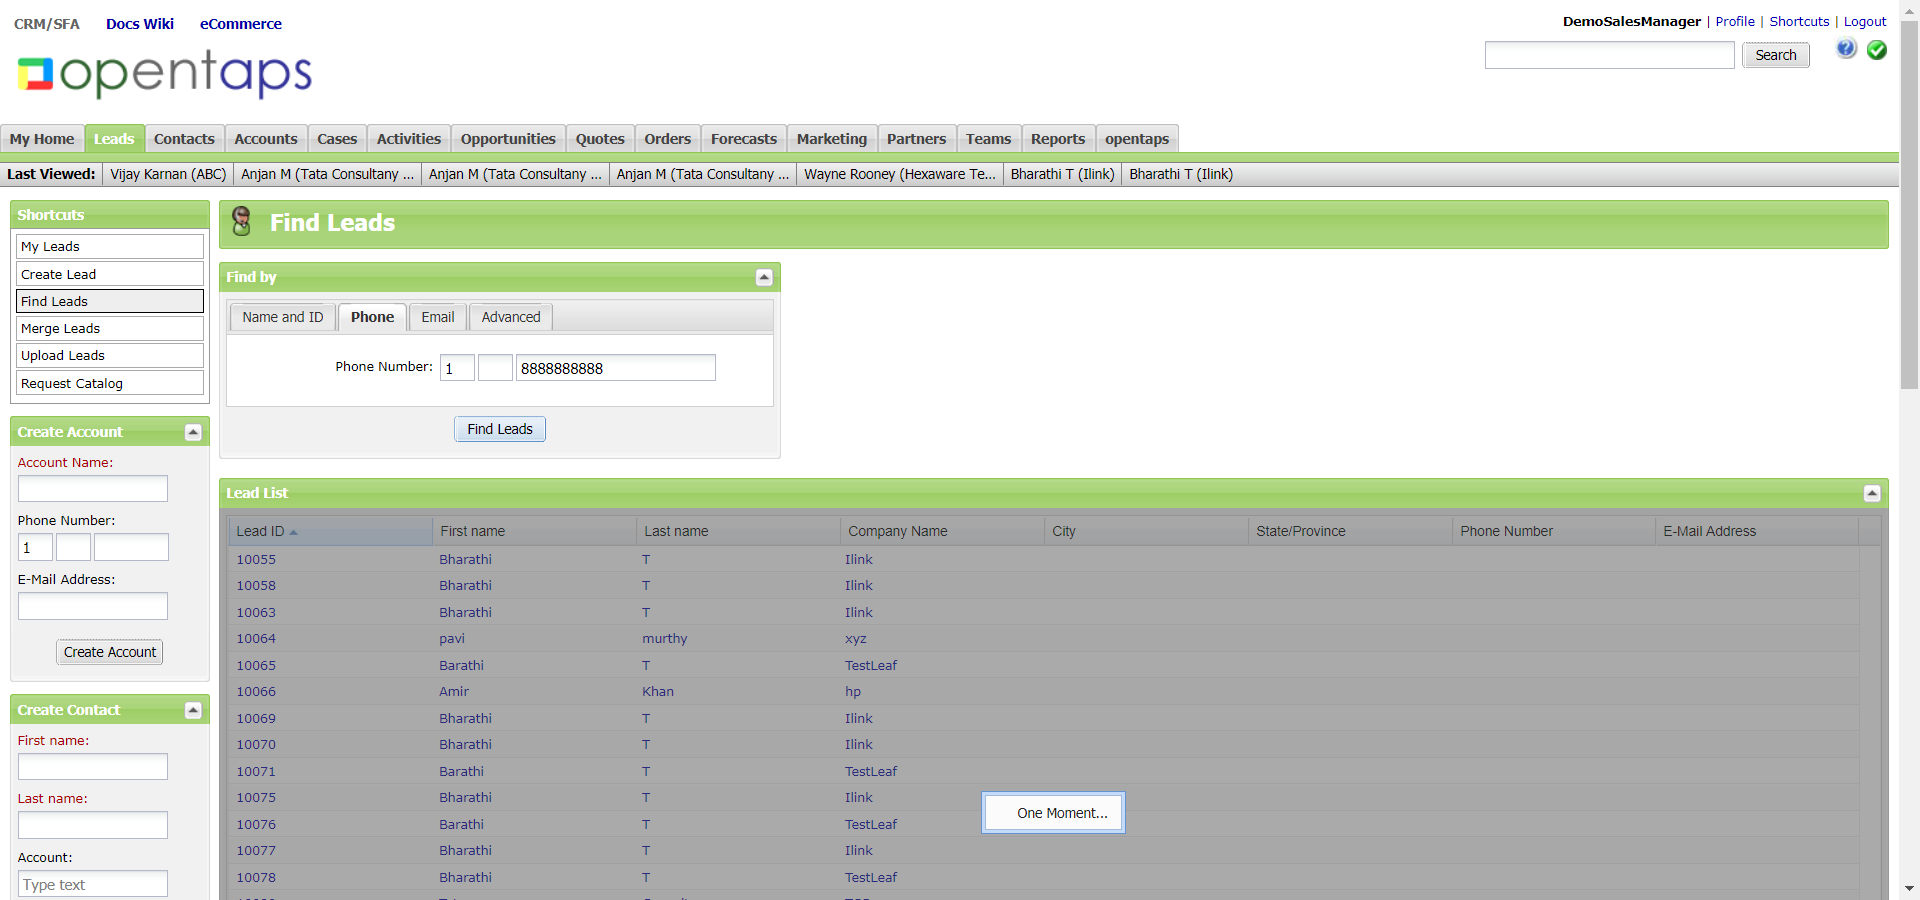 CRM/SFA Docs Wiki eCommerce
DemoSalesManager | Profile | Shortcuts | Logout
Search
opentaps
My Home Leads Contacts Accounts Cases Activities Opportunities Quotes Orders Forecasts Marketing Partners Teams Reports opentaps
Last Viewed: Vijay Karnan (ABC) Anjan M (Tata Consultany ... Anjan M (Tata Consultany ... Anjan M (Tata Consultany ... Wayne Rooney (Hexaware Te... Bharathi T (Ilink) Bharathi T (Ilink)
Shortcuts
My Leads
Create Lead
Find Leads
Merge Leads
Upload Leads
Request Catalog
Create Account
Account Name:
Phone Number:
1
E-Mail Address:
Create Account
Create Contact
First name:
Last name:
Account:
Type text
Find Leads
Find by
Name and ID Phone Email Advanced
Phone Number: 1 8888888888
Find Leads
Lead List
Lead ID First name Last name Company Name City State/Province Phone Number E-Mail Address
10055 Bharathi T Ilink
10058 Bharathi T Ilink
10063 Bharathi T Ilink
10064 pavi murthy xyz
10065 Barathi T TestLeaf
10066 Amir Khan hp
10069 Bharathi T Ilink
10070 Bharathi T Ilink
10071 Barathi T TestLeaf
10075 Bharathi T Ilink
10076 Barathi T TestLeaf
10077 Bharathi T Ilink
10078 Bharathi T TestLeaf
One Moment...